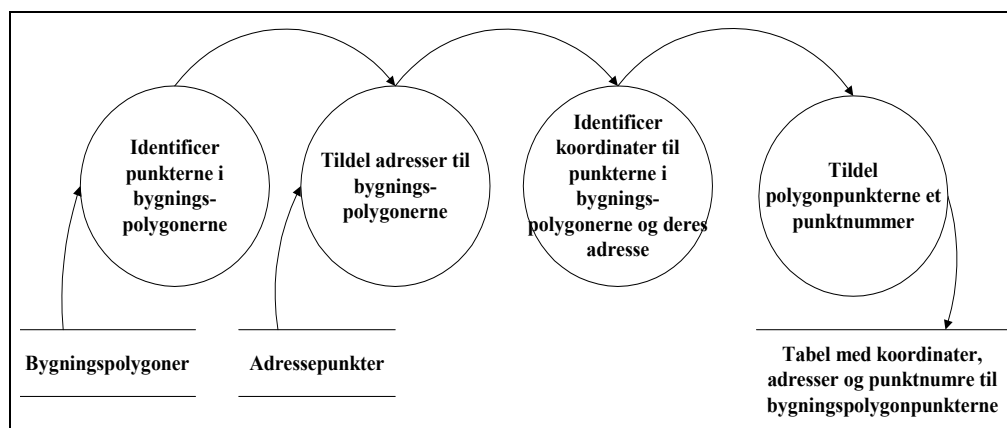 Identificer
punkterne i
bygnings-
polygonerne
Tildel adresser til
bygnings-
polygonerne
Identificer
koordinater til
punkterne i
bygnings-
polygonerne og deres
adresse
Tildel
polygonpunkterne et
punktnummer
Bygningspolygoner
Adressepunkter
Tabel med koordinater,
adresser og punktnumre til
bygningspolygonpunkterne